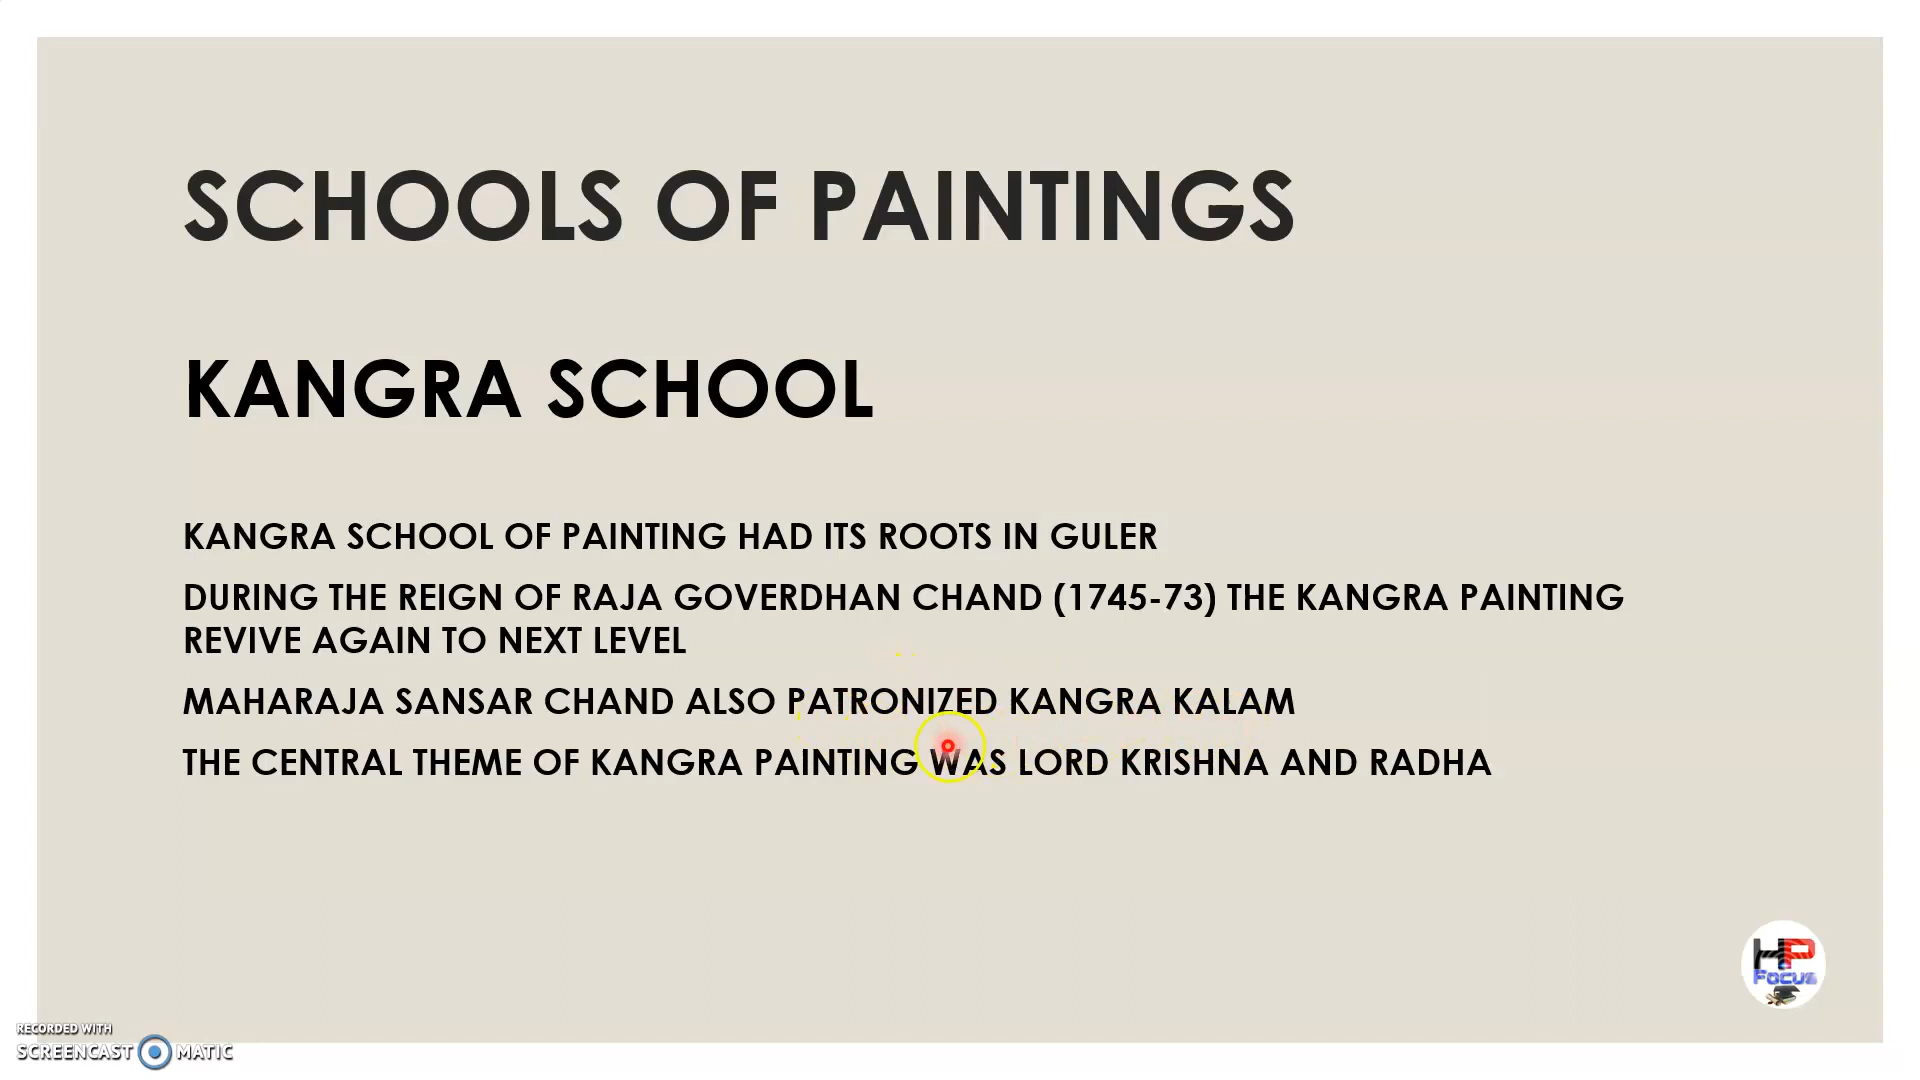 SCHOOLS OF PAINTINGS
KANGRA SCHOOL
KANGRA SCHOOL OF PAINTING HAD ITS ROOTS IN GULER
DURING THE REIGN OF RAJA GOVERDHAN CHAND (1745-73) THE KANGRA PAINTING
REVIVE AGAIN TO NEXT LEVEL
MAHARAJA SANSAR CHAND ALSO PATRONIZED KANGRA KALAM
THE CENTRAL THEME OF KANGRA PAINTING WAS LORD KRISHNA AND RADHA
HP
Focus
RECORDED WITH
SCREENCAST MATIC